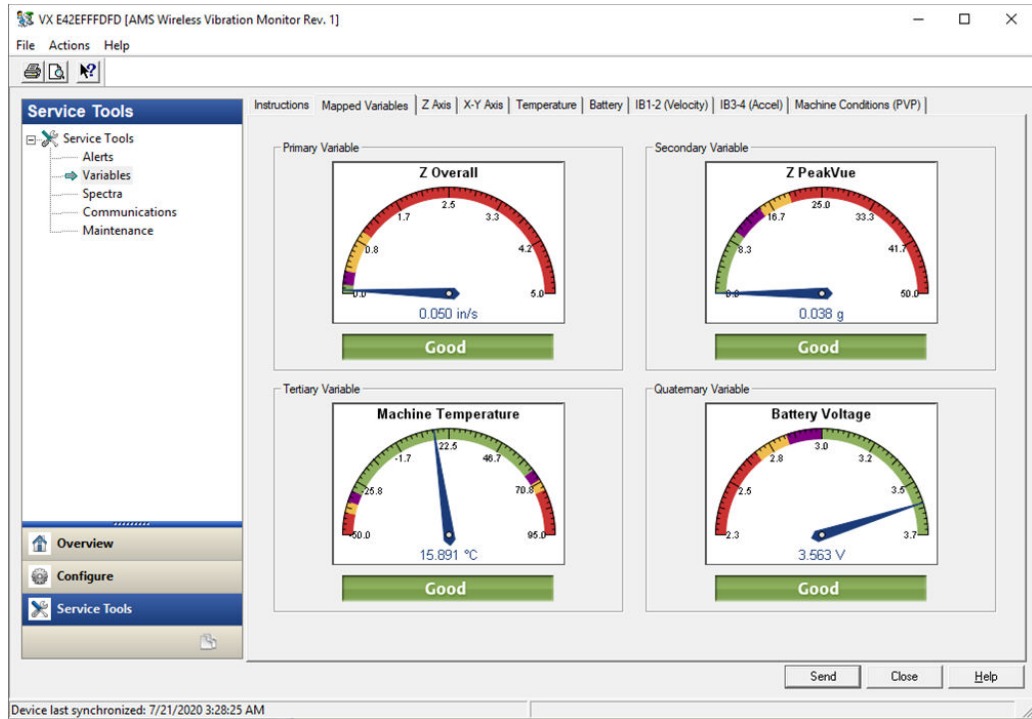 VX E42EFFFDFD [AMS Wireless Vibration Monitor Rev. 1]
File Actions Help
Service Tools
Service Tools
Alerts
Variables
Spectra
Communications
Maintenance
Overview
Configure
Service Tools
Instructions Mapped Variables Z Axis X-Y Axis Temperature Battery IB1-2 (Velocity) IB3-4 (Accel) Machine Conditions (PVP)
Primary Variable
Z Overall
0.0 0.8 1.7 2.5 3.3 4.2 5.0
0.050 in/s
Good
Secondary Variable
Z PeakVue
0.0 8.3 16.7 25.0 33.3 41.7 50.0
0.038 g
Good
Tertiary Variable
Machine Temperature
-50.0 -25.8 -1.7 22.5 46.7 70.8 95.0
15.891 °C
Good
Quaternary Variable
Battery Voltage
2.3 2.5 2.8 3.0 3.2 3.5 3.7
3.563 V
Good
Send Close Help
Device last synchronized: 7/21/2020 3:28:25 AM